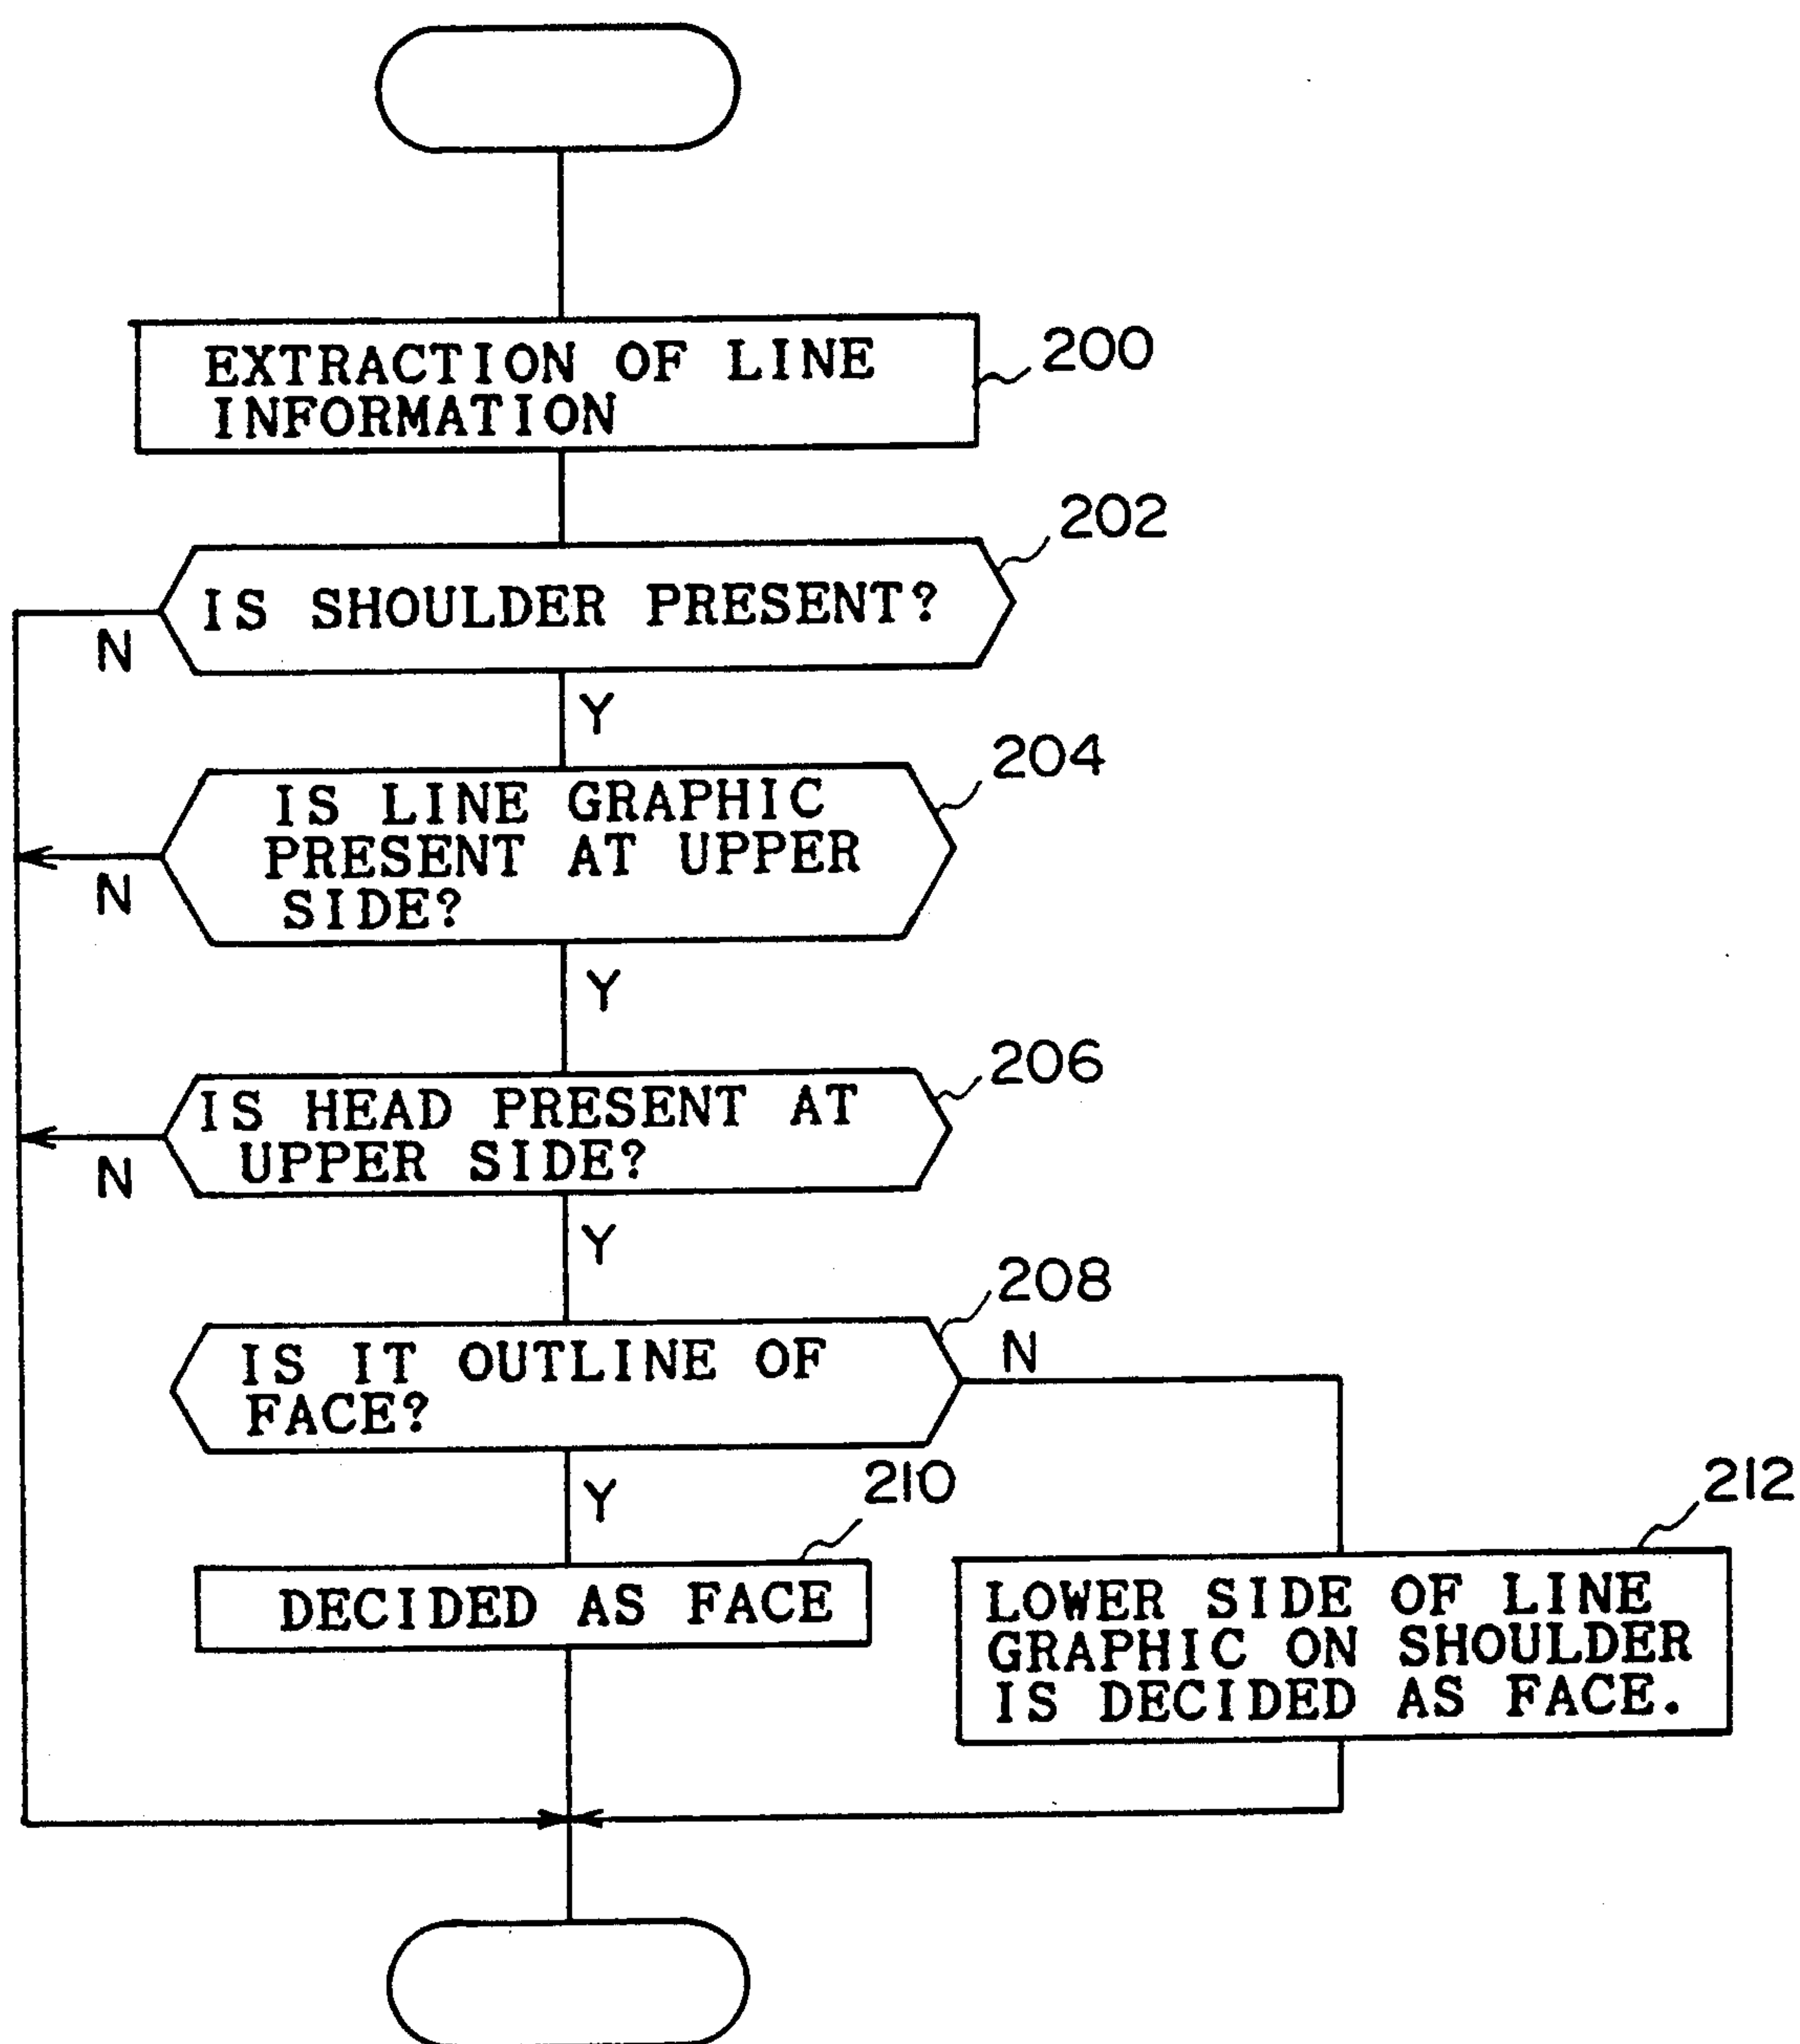 EXTRACTION OF LINE
INFORMATION
200
202
IS SHOULDER PRESENT?
N
Y
204
IS LINE GRAPHIC
PRESENT AT UPPER
SIDE?
N
Y
206
IS HEAD PRESENT AT
UPPER SIDE?
N
Y
208
IS IT OUTLINE OF
FACE?
N
Y
210
DECIDED AS FACE
212
LOWER SIDE OF LINE
GRAPHIC ON SHOULDER
IS DECIDED AS FACE.